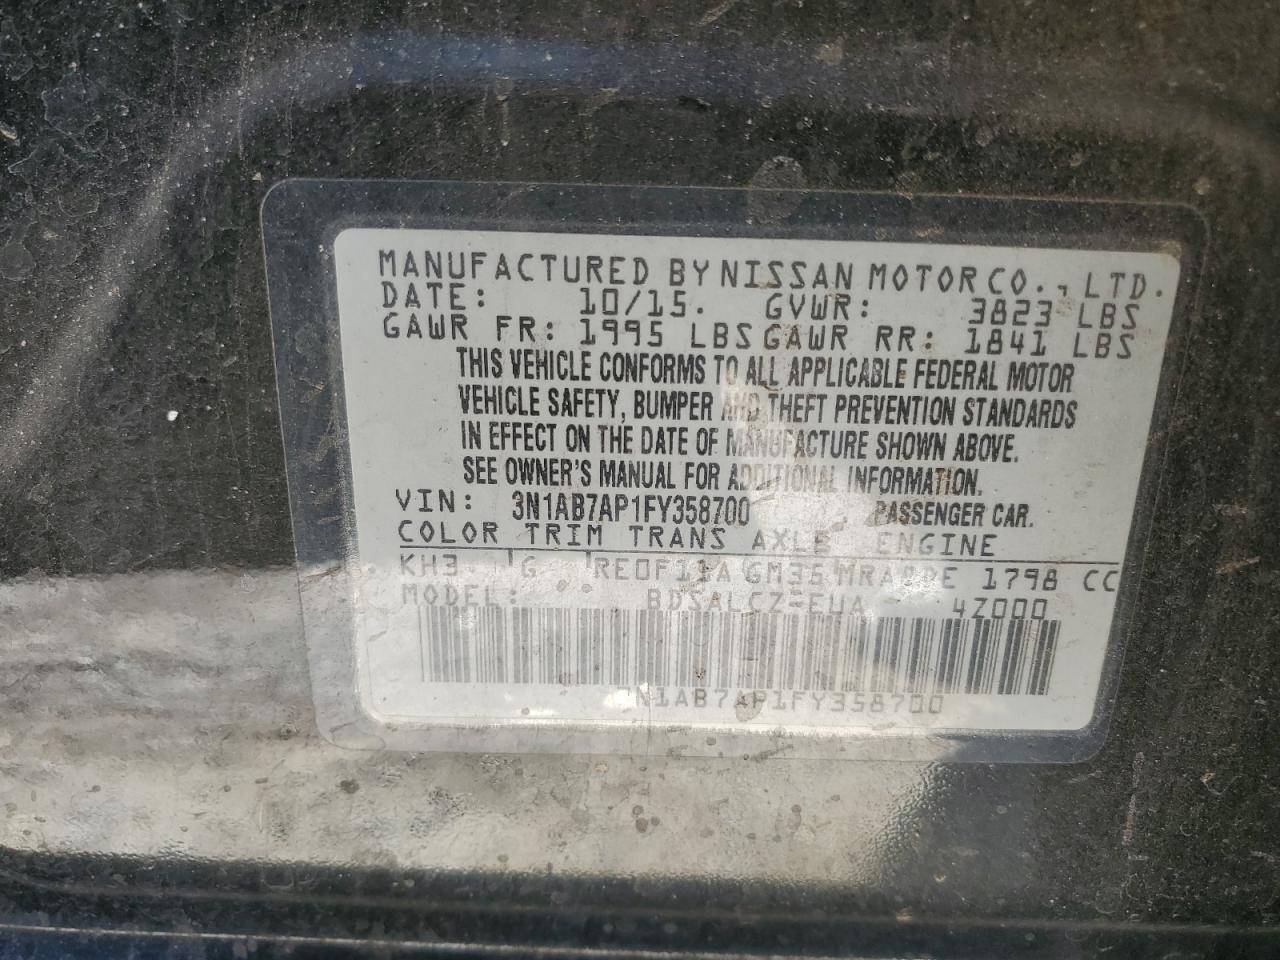 MANUFACTURED BY NISSAN MOTOR CO., LTD.
DATE: 10/15. GVWR: 3823 LBS
GAWR FR: 1995 LBS GAWR RR: 1841 LBS
THIS VEHICLE CONFORMS TO ALL APPLICABLE FEDERAL MOTOR
VEHICLE SAFETY, BUMPER AND THEFT PREVENTION STANDARDS
IN EFFECT ON THE DATE OF MANUFACTURE SHOWN ABOVE.
SEE OWNER'S MANUAL FOR ADDITIONAL INFORMATION.
VIN: 3N1AB7AP1FY358700 PASSENGER CAR.
COLOR TRIM TRANS AXLE ENGINE
KH3 G RE0F11A GM35 1798 CC
MODEL: BDSALCZ-EUA - 4Z000
3N1AB7AP1FY358700